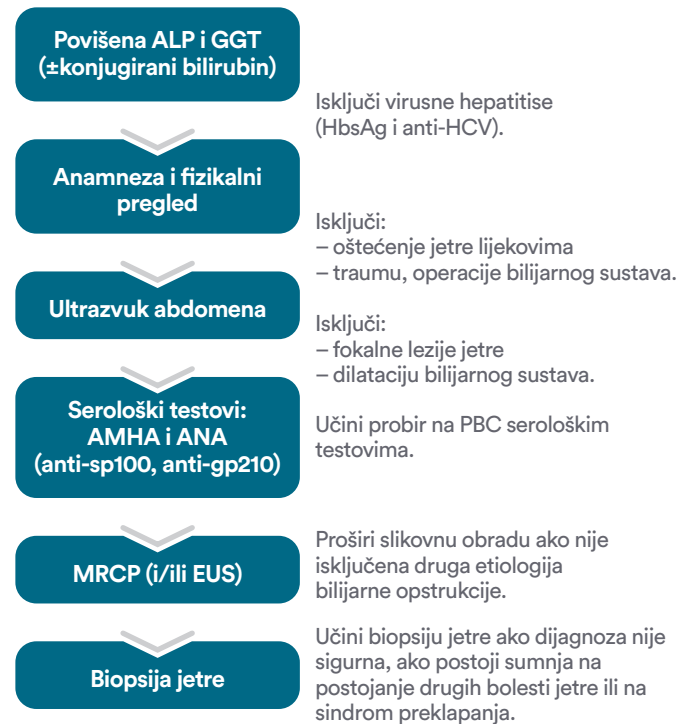 Povišena ALP i GGT
(±konjugirani bilirubin)
Isključi virusne hepatitise
(HbsAg i anti-HCV).
Anamneza i fizikalni
pregled
Isključi:
– oštećenje jetre lijekovima
– traumu, operacije bilijarnog sustava.
Ultrazvuk abdomena
Isključi:
– fokalne lezije jetre
– dilataciju bilijarnog sustava.
Serološki testovi:
AMHA i ANA
(anti-sp100, anti-gp210)
Učini probir na PBC serološkim
testovima.
MRCP (i/ili EUS)
Proširi slikovnu obradu ako nije
isključena druga etiologija
bilijarne opstrukcije.
Biopsija jetre
Učini biopsiju jetre ako dijagnoza nije
sigurna, ako postoji sumnja na
postojanje drugih bolesti jetre ili na
sindrom preklapanja.